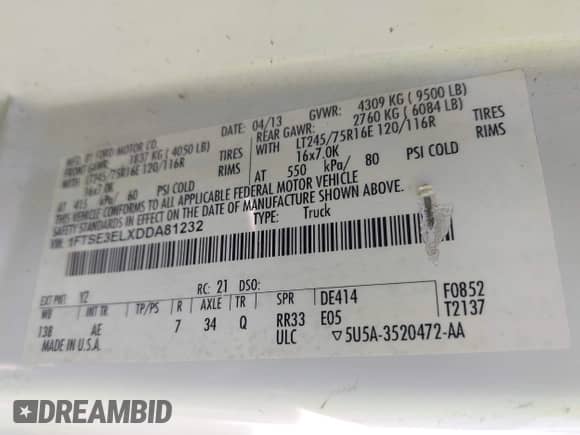 MFG. BY FORD MOTOR CO.
DATE: 04/13
GVWR: 4309 KG ( 9500 LB)
FRONT GAWR: 1837 KG ( 4050 LB)
REAR GAWR: 2760 KG ( 6084 LB)
WITH LT245/75R16E 120/116R TIRES
WITH LT245/75R16E 120/116R TIRES
16x7.0K RIMS
16x7.0K RIMS
AT 415 kPa/ 60 PSI COLD
AT 550 kPa/ 80 PSI COLD
THIS VEHICLE CONFORMS TO ALL APPLICABLE FEDERAL MOTOR VEHICLE
SAFETY STANDARDS IN EFFECT ON THE DATE OF MANUFACTURE SHOWN ABOVE.
VIN: 1FTSE3ELXDDA81232
TYPE: Truck
EXT PNT: YZ RC: 21 DSO:
WB TP/PS R AXLE TR SPR DE414 F0852
138 AE 7 34 Q RR33 E05 T2137
MADE IN U.S.A. ULC ▽5U5A-3520472-AA
DREAMBID